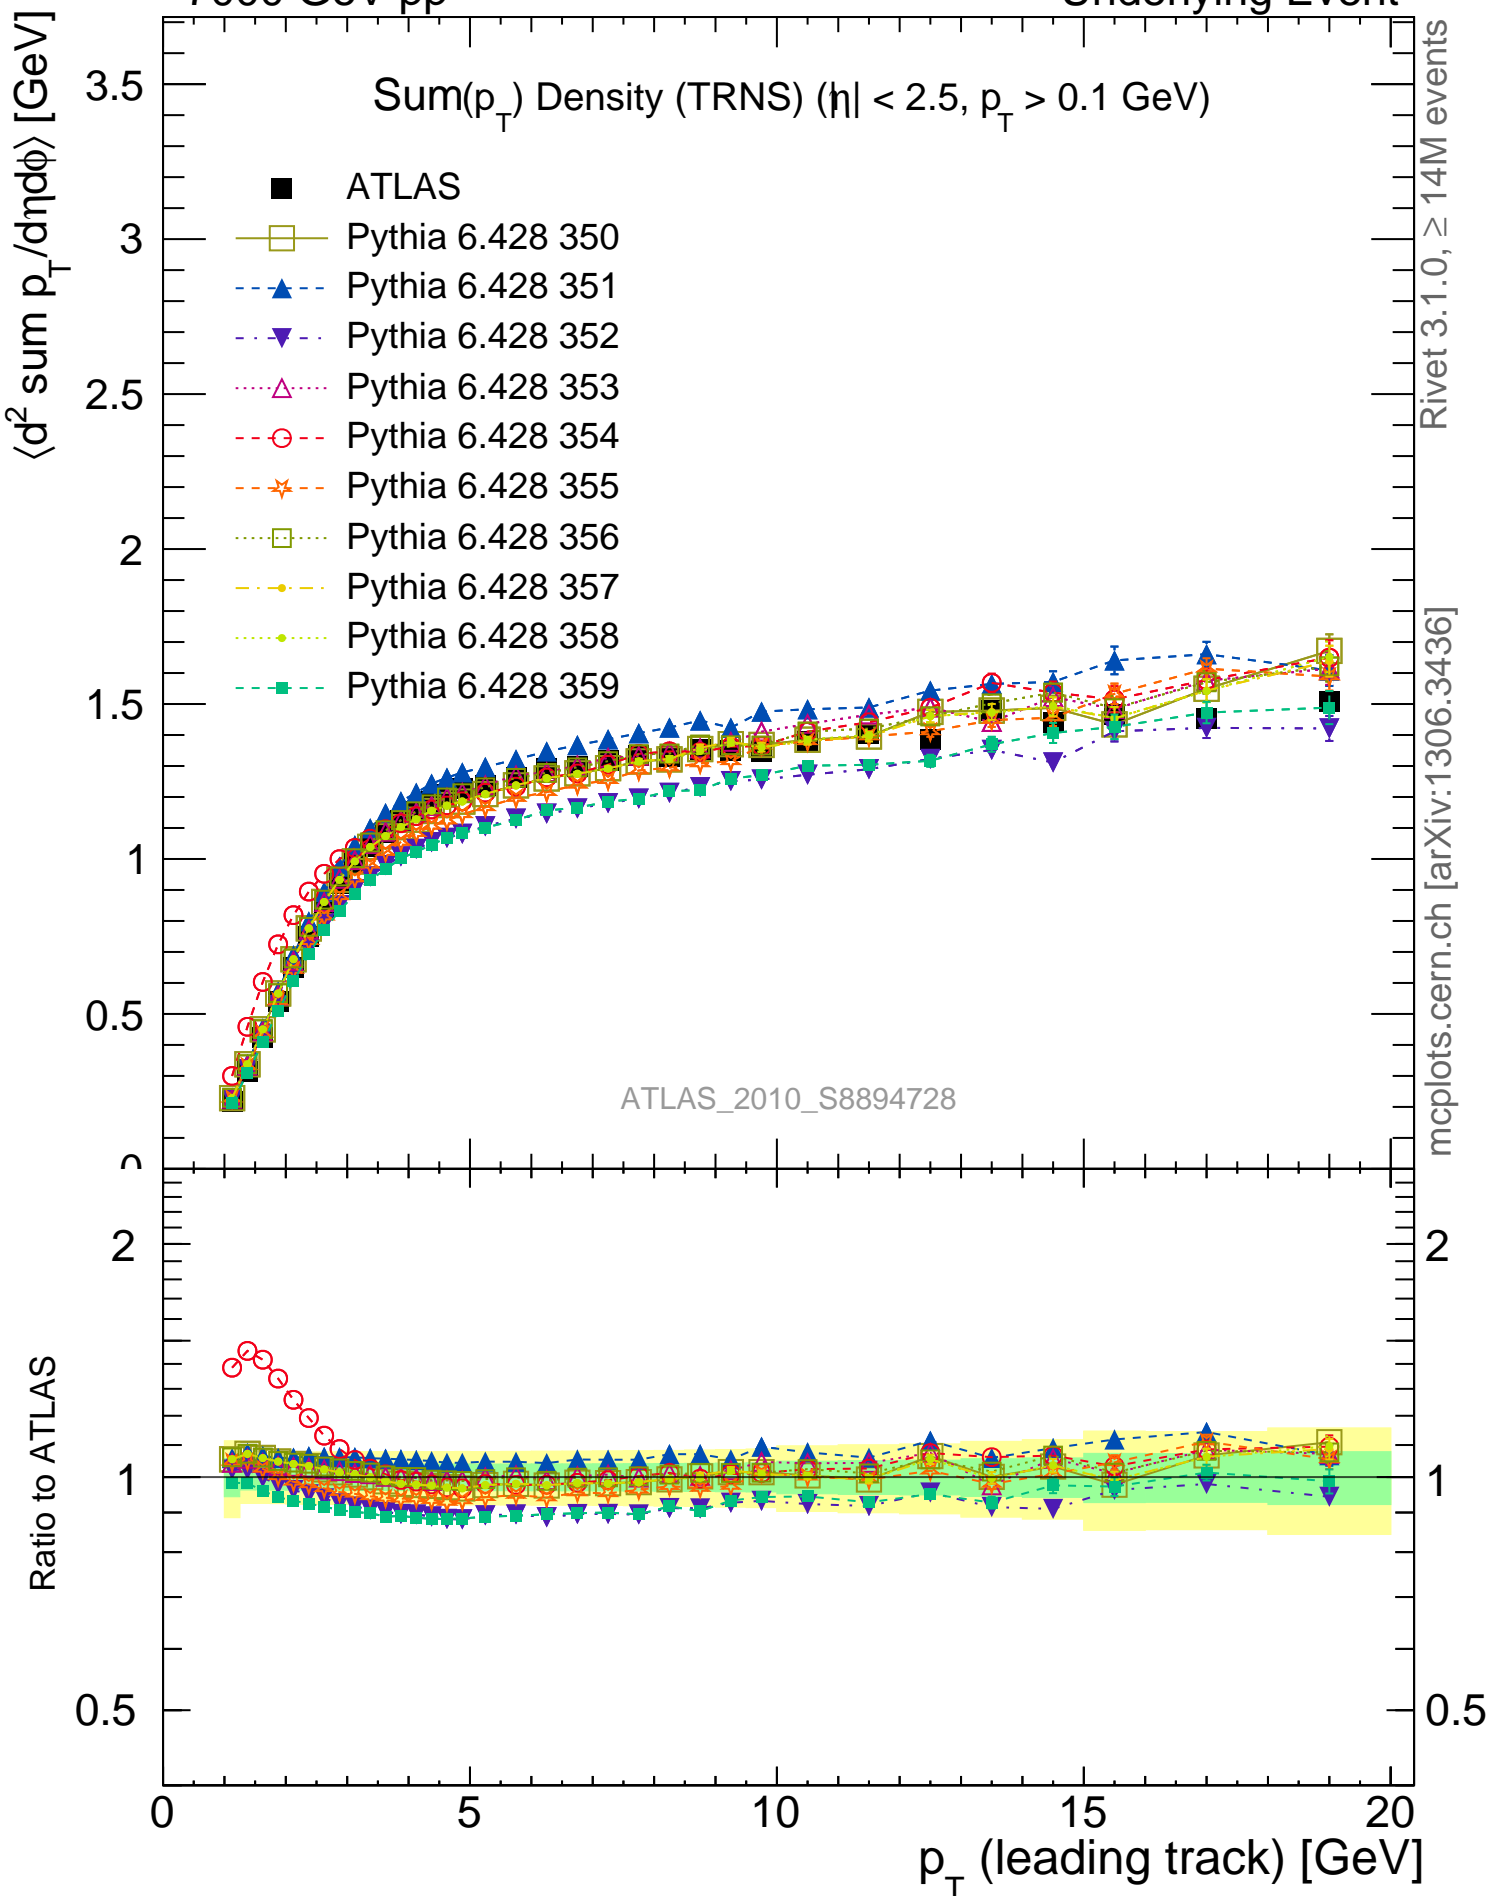 7000 GeV pp
Underlying Event
Sum(p_T) Density (TRNS) (|η| < 2.5, p_T > 0.1 GeV)
⟨d² sum p_T/dηdϕ⟩ [GeV]
3.5
3
2.5
2
1.5
1
0.5
0
ATLAS
Pythia 6.428 350
Pythia 6.428 351
Pythia 6.428 352
Pythia 6.428 353
Pythia 6.428 354
Pythia 6.428 355
Pythia 6.428 356
Pythia 6.428 357
Pythia 6.428 358
Pythia 6.428 359
ATLAS_2010_S8894728
Rivet 3.1.0, ≥ 14M events
mcplots.cern.ch [arXiv:1306.3436]
Ratio to ATLAS
2
1
0.5
2
1
0.5
0
5
10
15
20
p_T (leading track) [GeV]